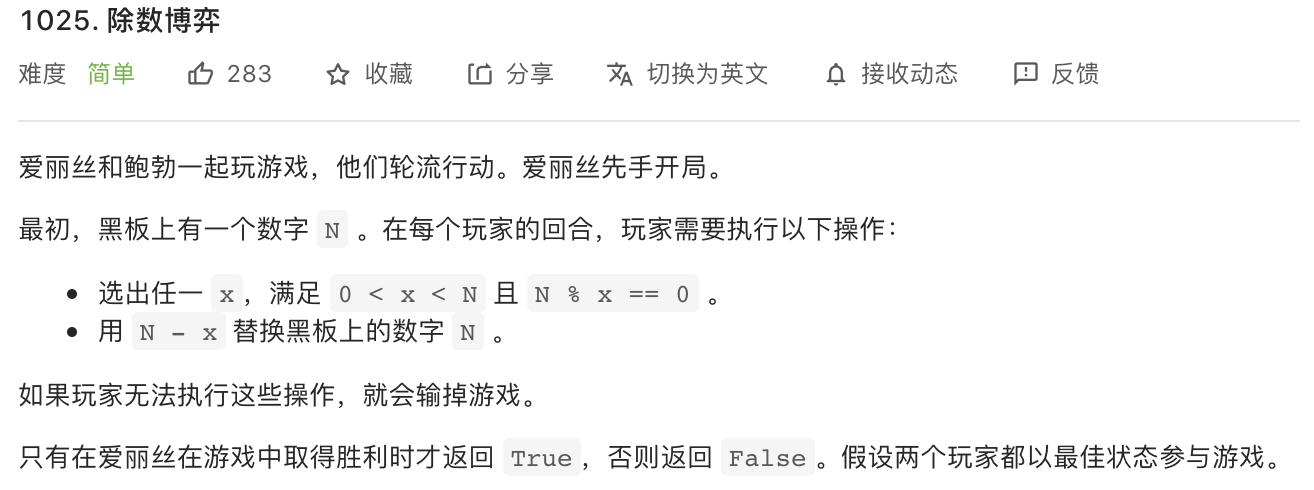 1025. 除数博弈
难度 简单 283 收藏 分享 切换为英文 接收动态 反馈
爱丽丝和鲍勃一起玩游戏，他们轮流行动。爱丽丝先手开局。
最初，黑板上有一个数字 N 。在每个玩家的回合，玩家需要执行以下操作：
• 选出任一 x，满足 0 < x < N 且 N % x == 0 。
• 用 N - x 替换黑板上的数字 N 。
如果玩家无法执行这些操作，就会输掉游戏。
只有在爱丽丝在游戏中取得胜利时才返回 True，否则返回 False。假设两个玩家都以最佳状态参与游戏。